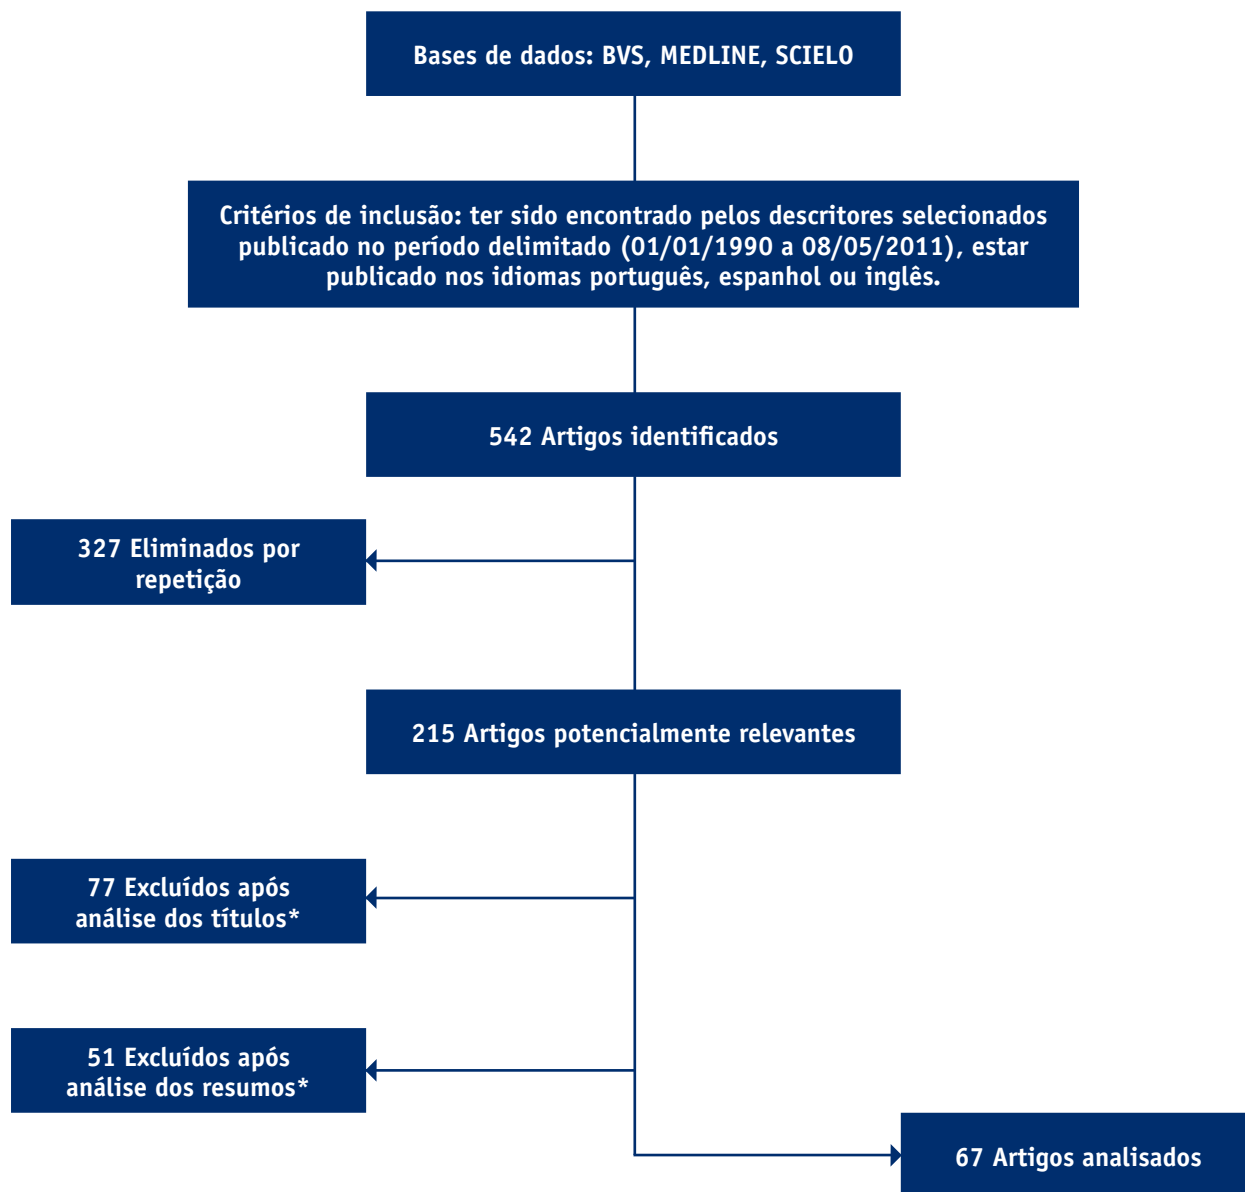 Bases de dados: BVS, MEDLINE, SCIELO
Critérios de inclusão: ter sido encontrado pelos descritores selecionados
publicado no período delimitado (01/01/1990 a 08/05/2011), estar
publicado nos idiomas português, espanhol ou inglês.
542 Artigos identificados
327 Eliminados por
repetição
215 Artigos potencialmente relevantes
77 Excluídos após
análise dos títulos*
51 Excluídos após
análise dos resumos*
67 Artigos analisados